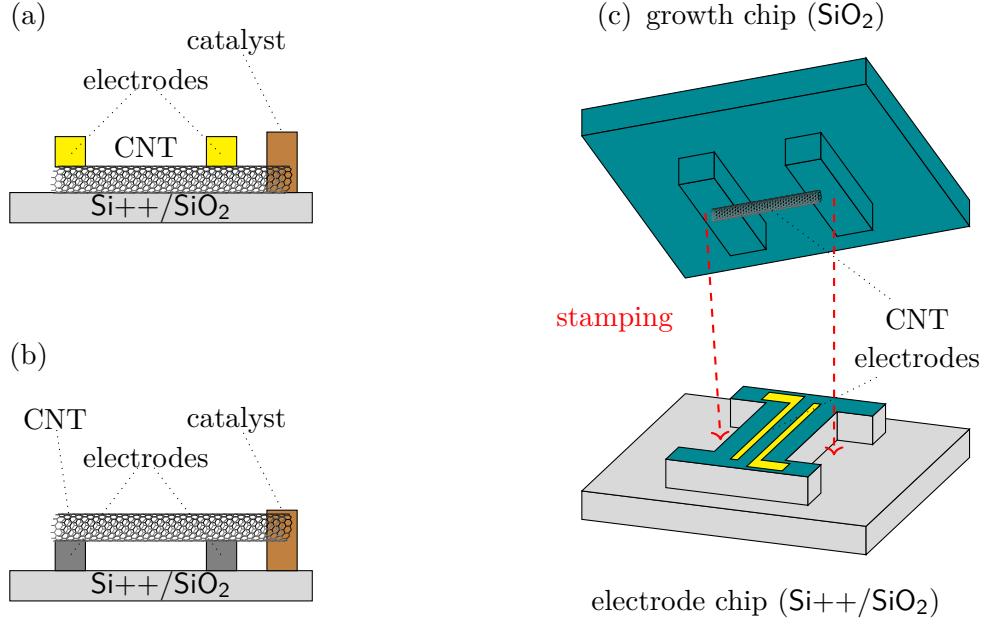 (a)
catalyst
electrodes
CNT
Si++/SiO₂
(b)
CNT
catalyst
electrodes
Si++/SiO₂
(c) growth chip (SiO₂)
stamping
CNT
electrodes
electrode chip (Si++/SiO₂)